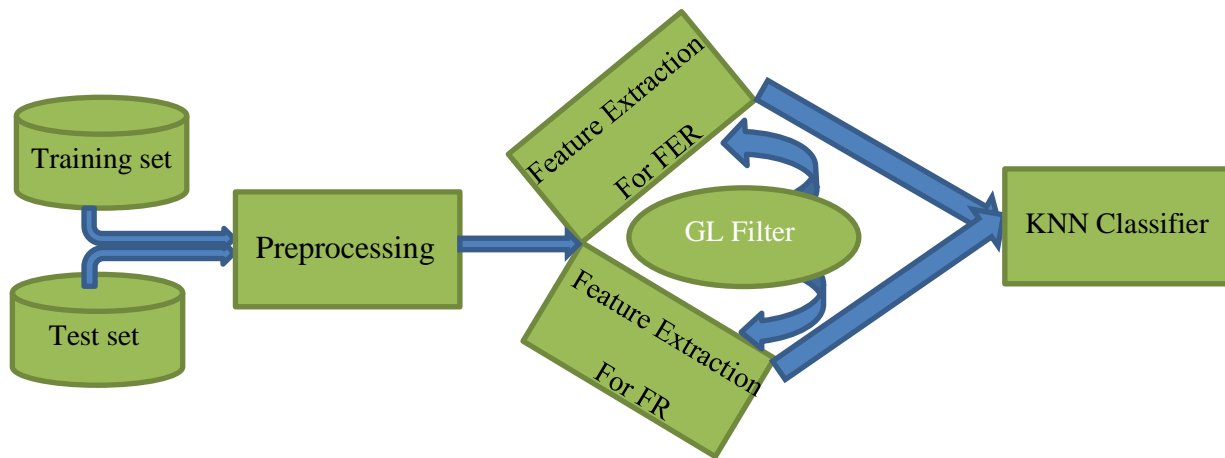 Training set
Test set
Preprocessing
Feature Extraction
For FER
GL Filter
Feature Extraction
For FR
KNN Classifier